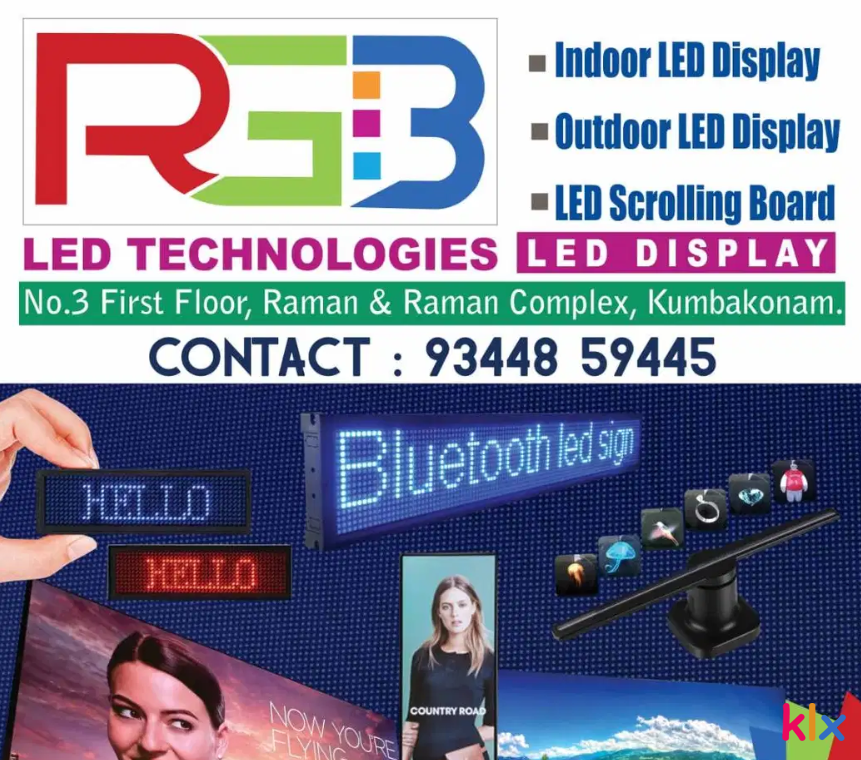 RGB
Indoor LED Display
Outdoor LED Display
LED Scrolling Board
LED TECHNOLOGIES
LED DISPLAY
No.3 First Floor, Raman & Raman Complex, Kumbakonam.
CONTACT : 93448 59445
Bluetooth led sign
HELLO
HELLO
COUNTRY ROAD
NOW YOU'RE
FLYING
klx